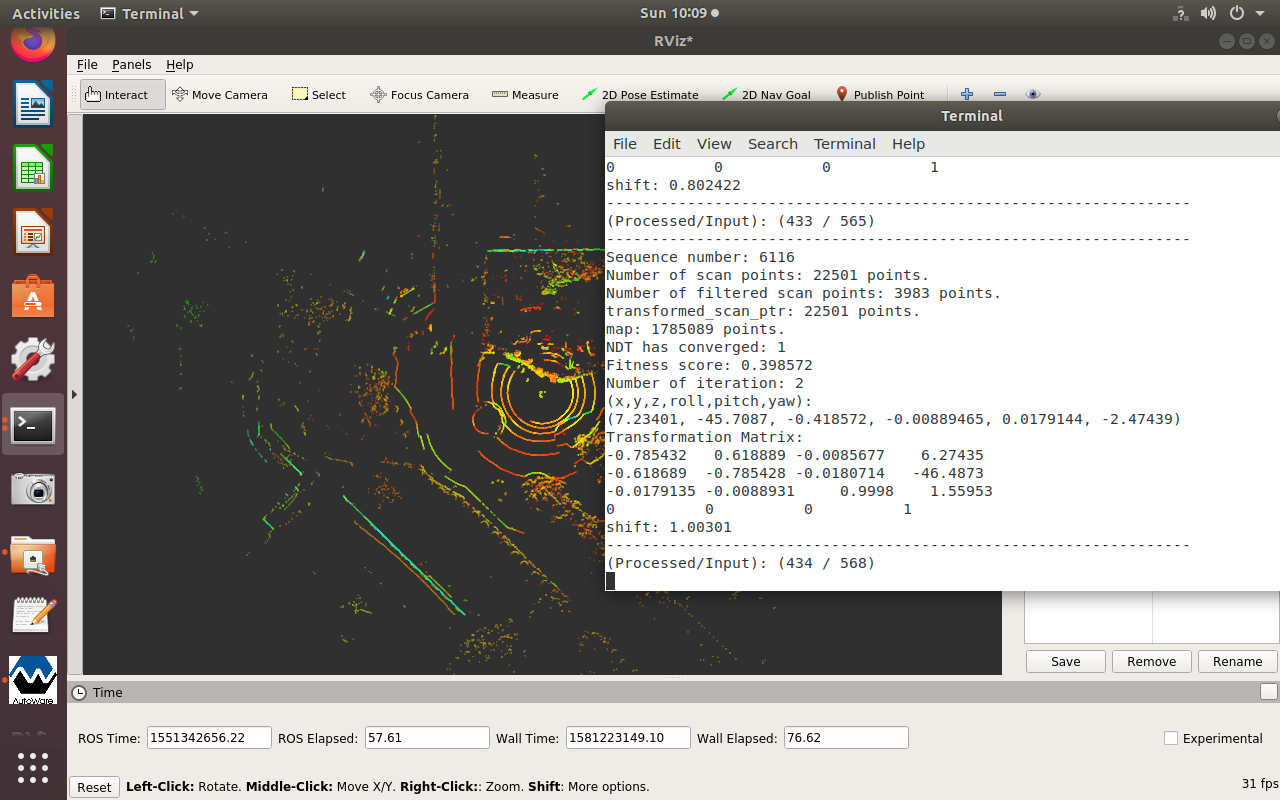 Activities Terminal Sun 10:09
RViz*
File Panels Help
Interact Move Camera Select Focus Camera Measure 2D Pose Estimate 2D Nav Goal Publish Point
Terminal
File Edit View Search Terminal Help
0 0 0 1
shift: 0.802422
-----------------------------------------------------------------
(Processed/Input): (433 / 565)
-----------------------------------------------------------------
Sequence number: 6116
Number of scan points: 22501 points.
Number of filtered scan points: 3983 points.
transformed_scan_ptr: 22501 points.
map: 1785089 points.
NDT has converged: 1
Fitness score: 0.398572
Number of iteration: 2
(x,y,z,roll,pitch,yaw):
(7.23401, -45.7087, -0.418572, -0.00889465, 0.0179144, -2.47439)
Transformation Matrix:
-0.785432 0.618889 -0.0085677 6.27435
-0.618689 -0.785428 -0.0180714 -46.4873
-0.0179135 -0.0088931 0.9998 1.55953
0 0 0 1
shift: 1.00301
-----------------------------------------------------------------
(Processed/Input): (434 / 568)
Save Remove Rename
AutoWare
Time
ROS Time: 1551342656.22 ROS Elapsed: 57.61 Wall Time: 1581223149.10 Wall Elapsed: 76.62 Experimental
Reset Left-Click: Rotate. Middle-Click: Move X/Y. Right-Click:: Zoom. Shift: More options. 31 fps